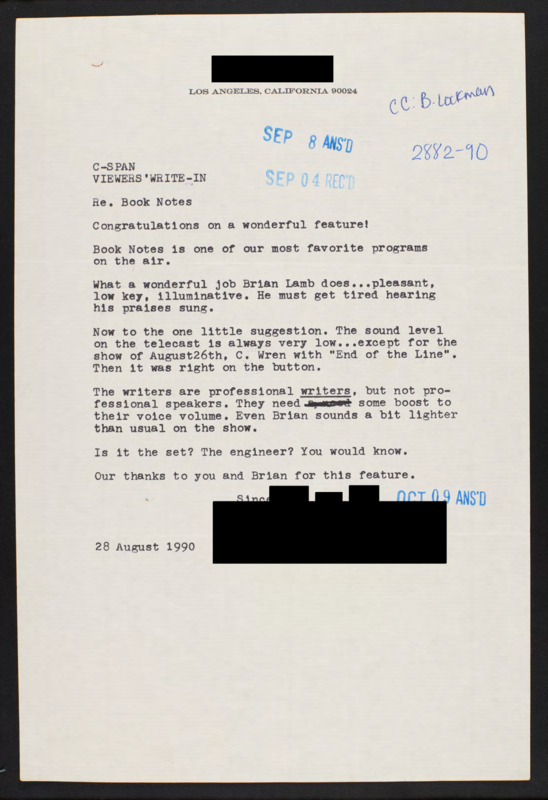 LOS ANGELES, CALIFORNIA 90024
CC: B. Lockman
SEP 8 ANS'D
2882-90
C-SPAN
VIEWERS'WRITE-IN
SEP 04 REC'D
Re. Book Notes
Congratulations on a wonderful feature!
Book Notes is one of our most favorite programs
on the air.
What a wonderful job Brian Lamb does...pleasant,
low key, illuminative. He must get tired hearing
his praises sung.
Now to the one little suggestion. The sound level
on the telecast is always very low...except for the
show of August26th, C. Wren with "End of the Line".
Then it was right on the button.
The writers are professional writers, but not pro-
fessional speakers. They need some boost to
their voice volume. Even Brian sounds a bit lighter
than usual on the show.
Is it the set? The engineer? You would know.
Our thanks to you and Brian for this feature.
Since
OCT 09 ANS'D
28 August 1990